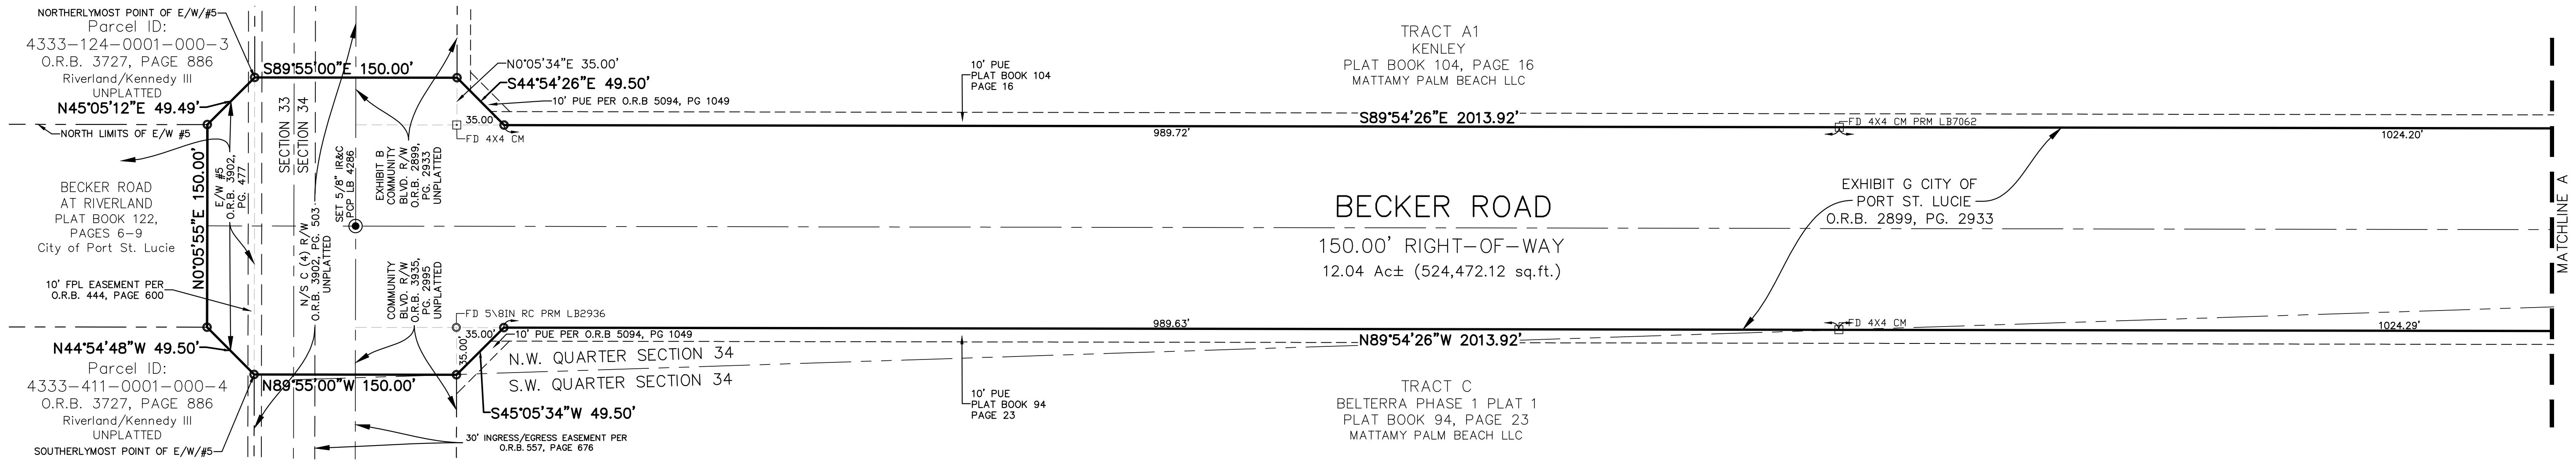 NORTHERLYMOST POINT OF E/W/#5
Parcel ID:
4333-124-0001-000-3
O.R.B. 3727, PAGE 886
Riverland/Kennedy III
UNPLATTED
N45°05'12"E 49.49'
NORTH LIMITS OF E/W #5
BECKER ROAD
AT RIVERLAND
PLAT BOOK 122,
PAGES 6-9
City of Port St. Lucie
10' FPL EASEMENT PER
O.R.B. 444, PAGE 600
N44°54'48"W 49.50'
Parcel ID:
4333-411-0001-000-4
O.R.B. 3727, PAGE 886
Riverland/Kennedy III
UNPLATTED
SOUTHERLYMOST POINT OF E/W/#5
N0°05'55"E 150.00'
E/W #5
O.R.B. 3902,
PG. 477
S89°55'00"E 150.00'
SECTION 33
SECTION 34
N/S C (4) R/W
O.R.B. 3902, PG. 503
UNPLATTED
SET 5/8" IR&C
PCP LB 4286
EXHIBIT B
COMMUNITY
BLVD. R/W
O.R.B. 2899,
PG. 2933
UNPLATTED
COMMUNITY
BLVD. R/W
O.R.B. 3935,
PG. 2995
UNPLATTED
N89°55'00"W 150.00'
N0°05'34"E 35.00'
S44°54'26"E 49.50'
10' PUE PER O.R.B 5094, PG 1049
35.00'
FD 4X4 CM
FD 5\8IN RC PRM LB2936
35.00'
35.00'
10' PUE PER O.R.B 5094, PG 1049
N.W. QUARTER SECTION 34
S.W. QUARTER SECTION 34
S45°05'34"W 49.50'
30' INGRESS/EGRESS EASEMENT PER
O.R.B. 557, PAGE 676
10' PUE
PLAT BOOK 104
PAGE 16
TRACT A1
KENLEY
PLAT BOOK 104, PAGE 16
MATTAMY PALM BEACH LLC
S89°54'26"E 2013.92'
989.72'
FD 4X4 CM PRM LB7062
1024.20'
BECKER ROAD
150.00' RIGHT-OF-WAY
12.04 Ac± (524,472.12 sq.ft.)
EXHIBIT G CITY OF
PORT ST. LUCIE
O.R.B. 2899, PG. 2933
989.63'
FD 4X4 CM
1024.29'
N89°54'26"W 2013.92'
10' PUE
PLAT BOOK 94
PAGE 23
TRACT C
BELTERRA PHASE 1 PLAT 1
PLAT BOOK 94, PAGE 23
MATTAMY PALM BEACH LLC
MATCHLINE A